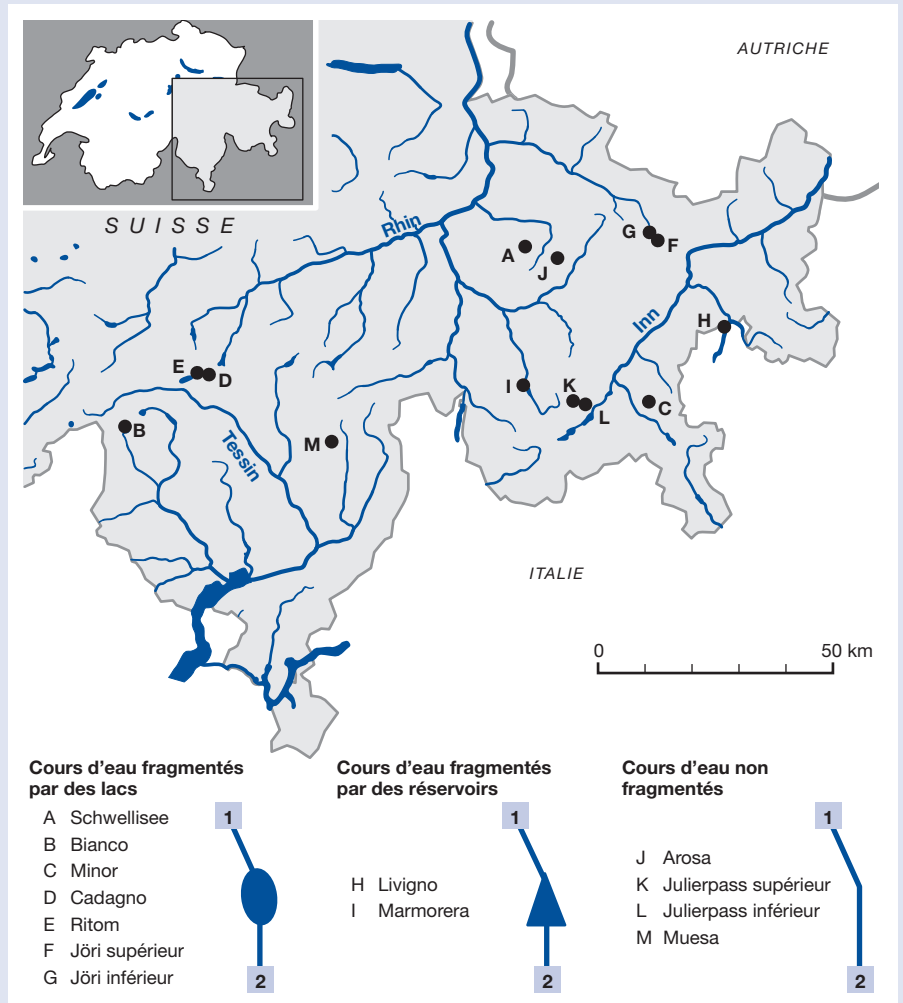 AUTRICHE
SUISSE
Rhin
G
F
A
J
Inn
H
E
D
I
K
L
C
B
M
Tessin
ITALIE
0 50 km
Cours d'eau fragmentés
par des lacs
A Schwellisee
B Bianco
C Minor
D Cadagno
E Ritom
F Jöri supérieur
G Jöri inférieur
1
2
Cours d'eau fragmentés
par des réservoirs
H Livigno
I Marmorera
1
2
Cours d'eau non
fragmentés
J Arosa
K Julierpass supérieur
L Julierpass inférieur
M Muesa
1
2